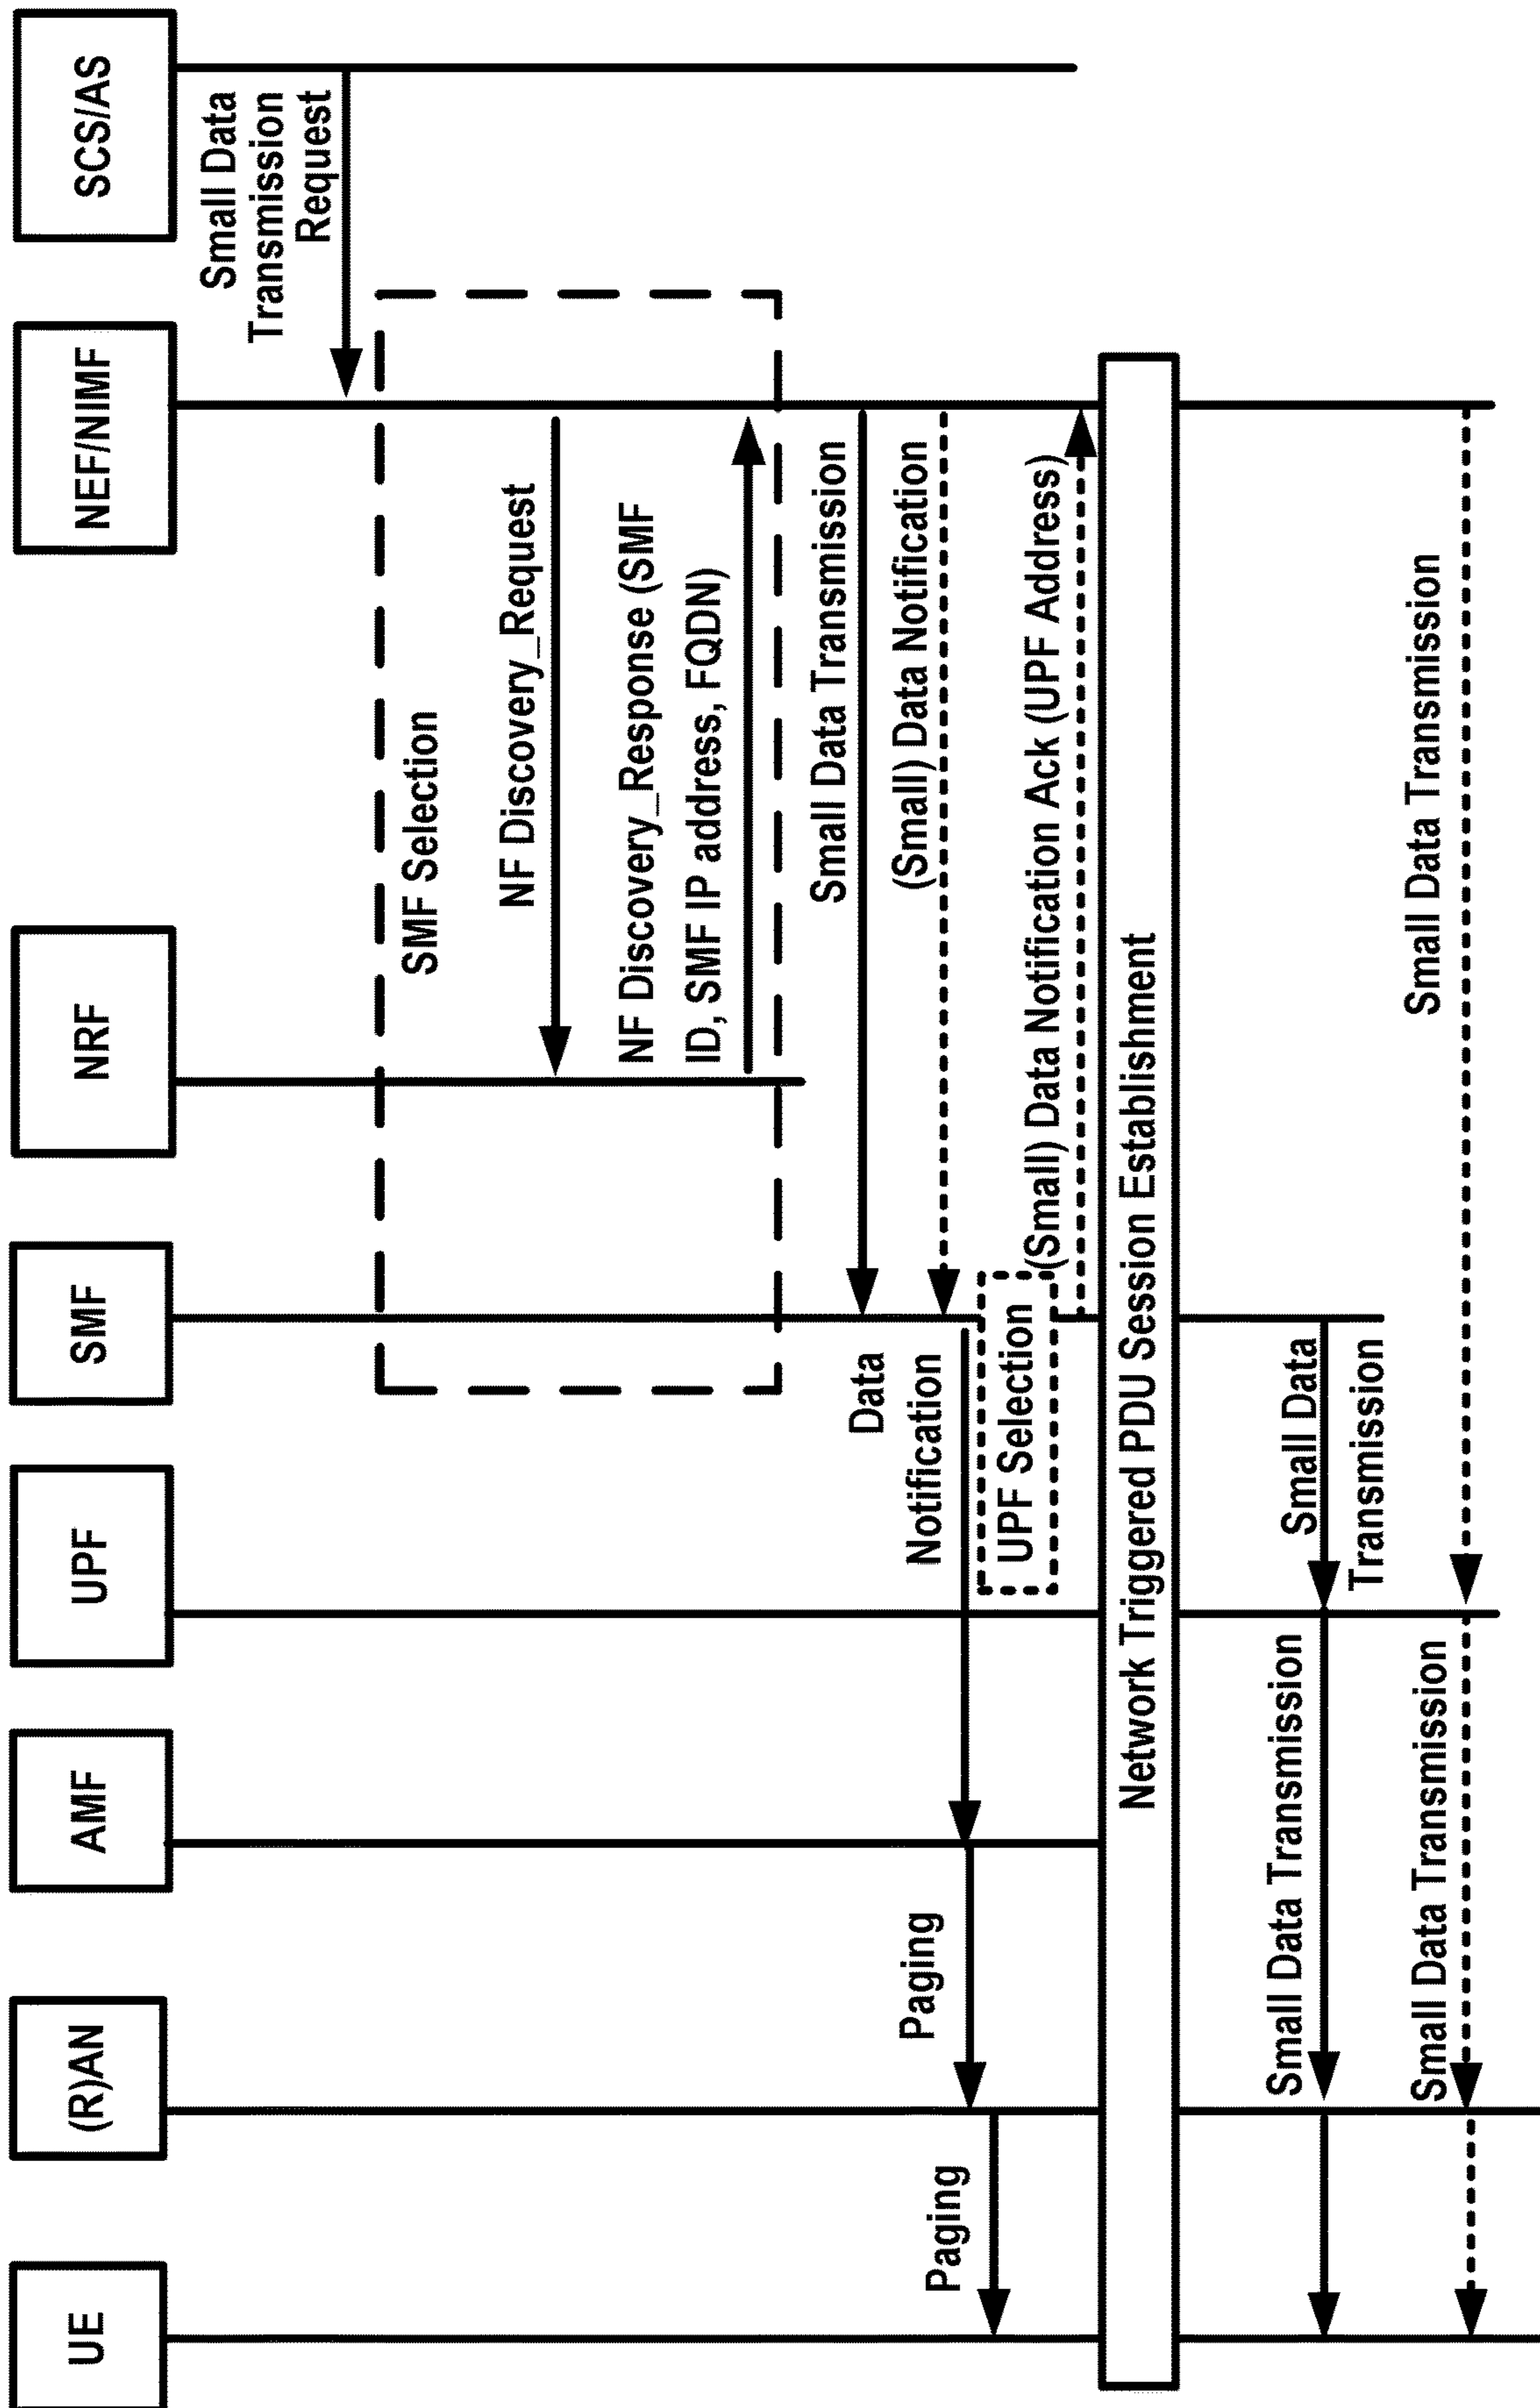 UE
(R)AN
AMF
UPF
SMF
NRF
NEF/NIMF
SCS/AS
Small Data
Transmission
Request
SMF Selection
NF Discovery_Request
NF Discovery_Response (SMF
ID, SMF IP address, FQDN)
Small Data Transmission
(Small) Data Notification
Data
Notification
Paging
Paging
UPF Selection
(Small) Data Notification Ack (UPF Address)
Network Triggered PDU Session Establishment
Small Data
Transmission
Small Data Transmission
Small Data Transmission
Small Data Transmission